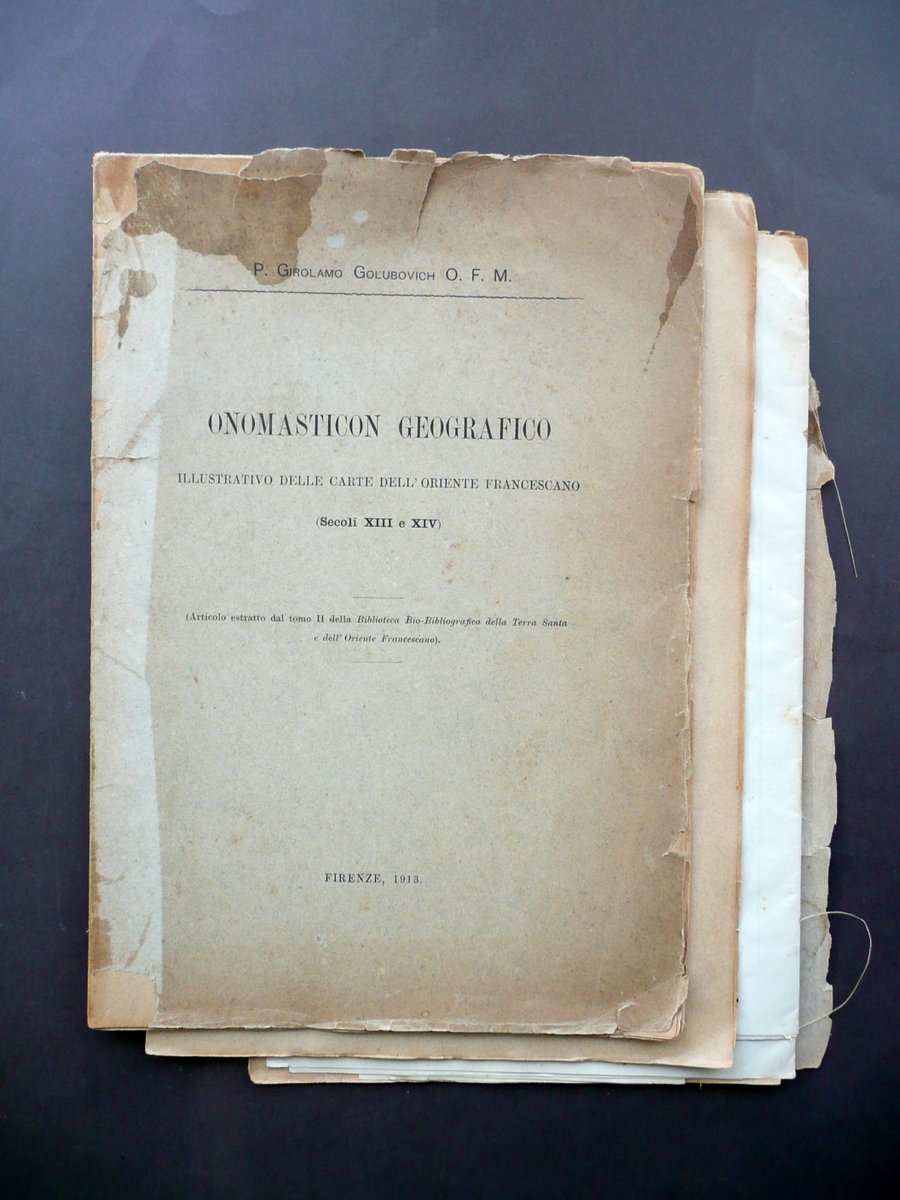 P. Girolamo Golubovich O. F. M.
ONOMASTICON GEOGRAFICO
ILLUSTRATIVO DELLE CARTE DELL' ORIENTE FRANCESCANO
(Secoli XIII e XIV)
(Articolo estratto dal tomo II della Biblioteca Bio-Bibliografica della Terra Santa
e dell' Oriente Francescano).
FIRENZE, 1913.